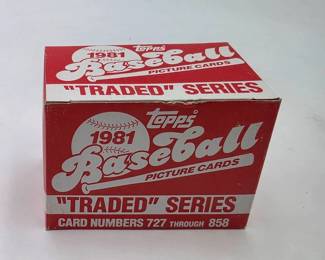 Topps
1981
Baseball
PICTURE CARDS
"TRADED" SERIES
Topps®
1981
Baseball
PICTURE CARDS
"TRADED" SERIES
CARD NUMBERS 727 THROUGH 858